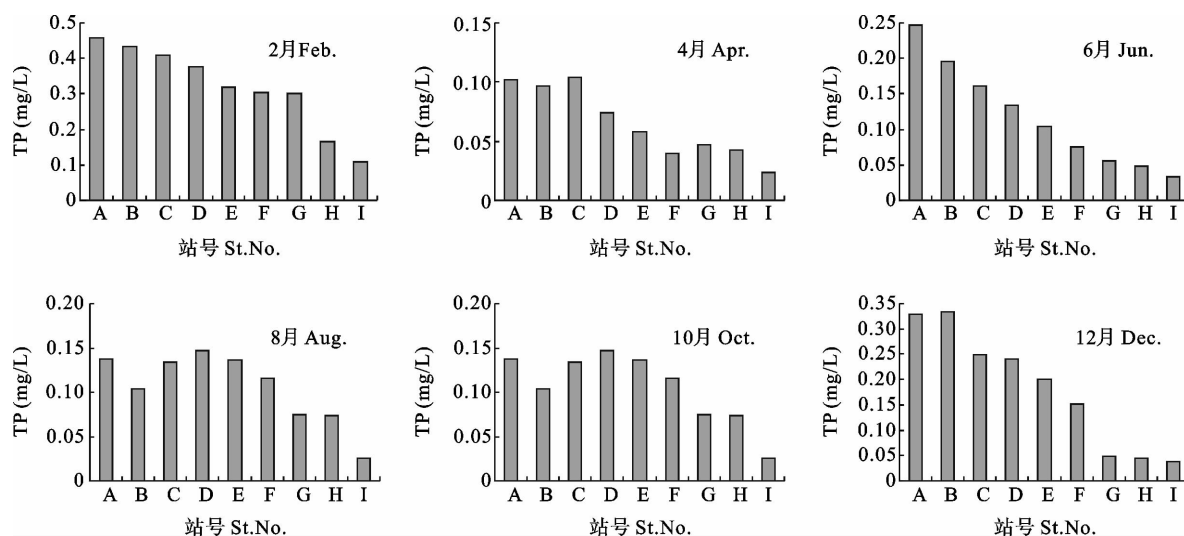 2月Feb.
TP (mg/L)
0.5
0.4
0.3
0.2
0.1
0
A B C D E F G H I
站号 St.No.
4月 Apr.
TP (mg/L)
0.15
0.10
0.05
0
A B C D E F G H I
站号 St.No.
6月 Jun.
TP (mg/L)
0.25
0.20
0.15
0.10
0.05
0
A B C D E F G H I
站号 St.No.
8月 Aug.
TP (mg/L)
0.20
0.15
0.10
0.05
0
A B C D E F G H I
站号 St.No.
10月 Oct.
TP (mg/L)
0.20
0.15
0.10
0.05
0
A B C D E F G H I
站号 St.No.
12月 Dec.
TP (mg/L)
0.35
0.30
0.25
0.20
0.15
0.10
0.05
0
A B C D E F G H I
站号 St.No.